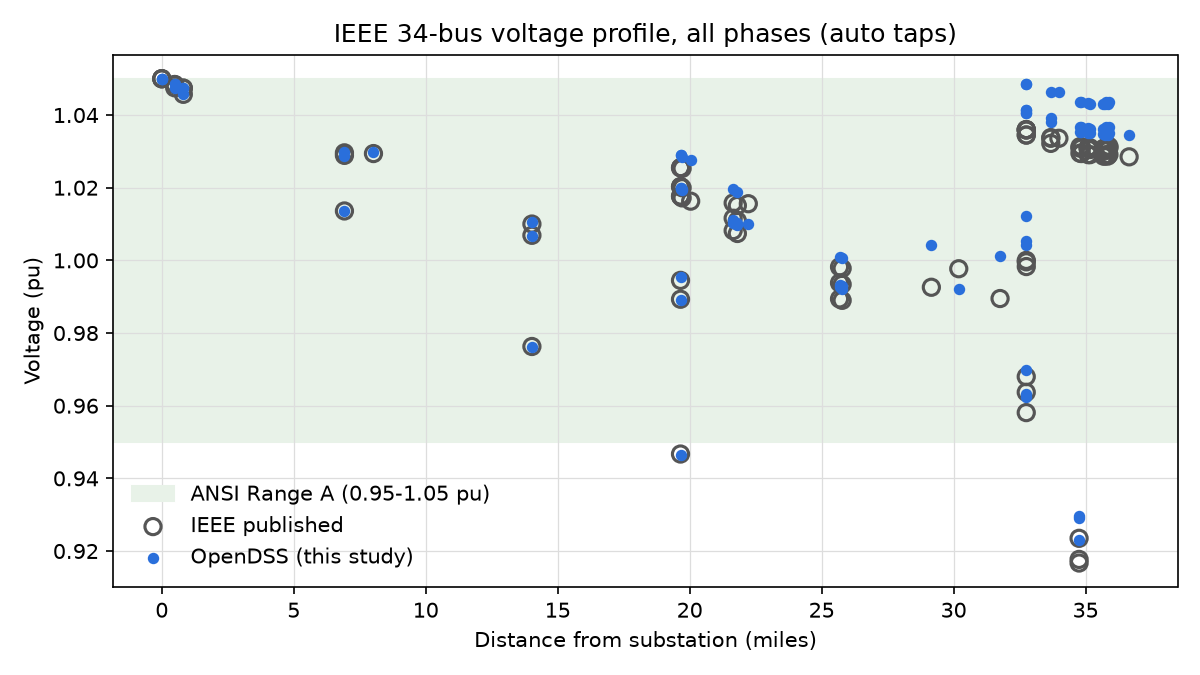 IEEE 34-bus voltage profile, all phases (auto taps)
Voltage (pu)
1.04
1.02
1.00
0.98
0.96
0.94
0.92
ANSI Range A (0.95-1.05 pu)
IEEE published
OpenDSS (this study)
0 5 10 15 20 25 30 35
Distance from substation (miles)